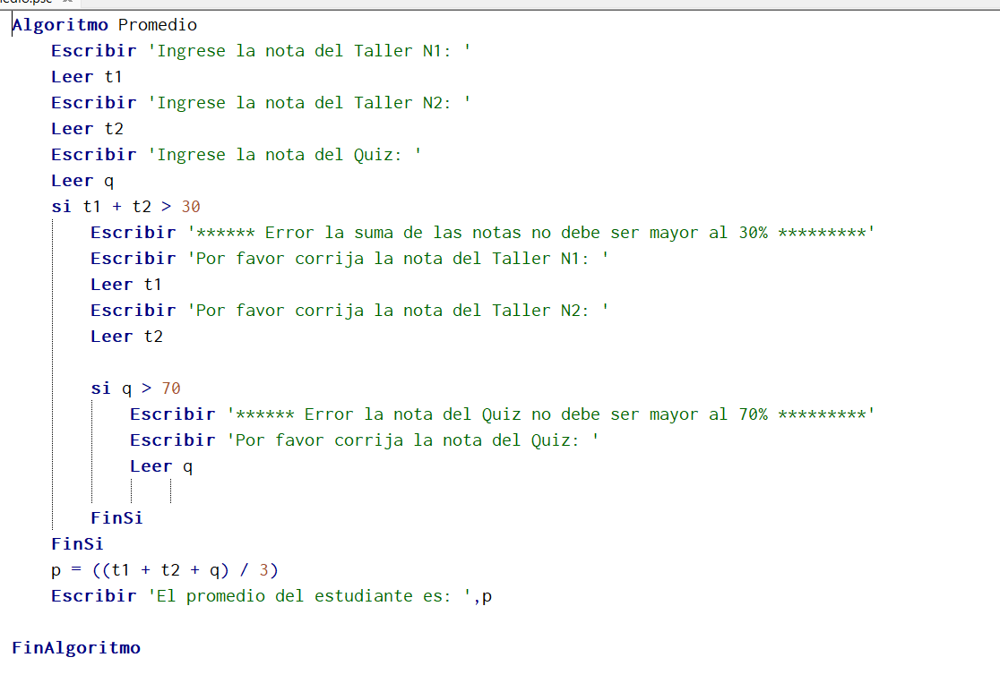 Algoritmo Promedio
Escribir 'Ingrese la nota del Taller N1: '
Leer t1
Escribir 'Ingrese la nota del Taller N2: '
Leer t2
Escribir 'Ingrese la nota del Quiz: '
Leer q
si t1 + t2 > 30
Escribir '****** Error la suma de las notas no debe ser mayor al 30% *********'
Escribir 'Por favor corrija la nota del Taller N1: '
Leer t1
Escribir 'Por favor corrija la nota del Taller N2: '
Leer t2
si q > 70
Escribir '****** Error la nota del Quiz no debe ser mayor al 70% *********'
Escribir 'Por favor corrija la nota del Quiz: '
Leer q
FinSi
FinSi
p = ((t1 + t2 + q) / 3)
Escribir 'El promedio del estudiante es: ',p
FinAlgoritmo